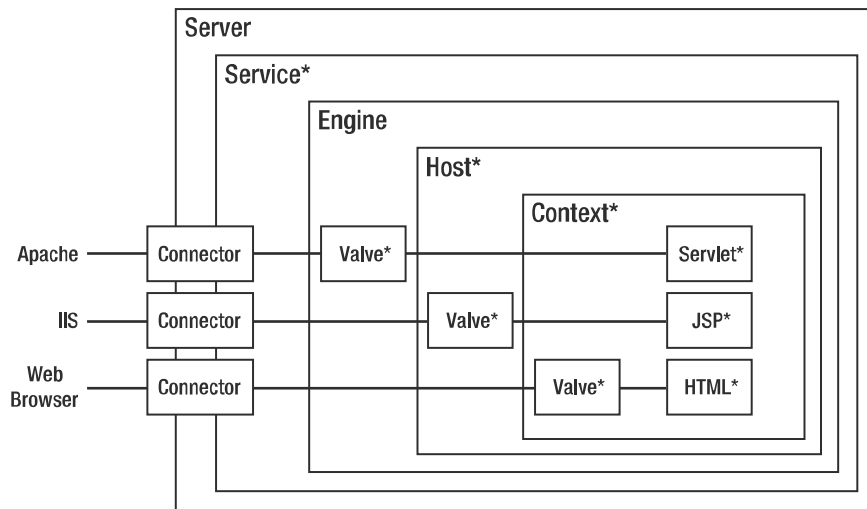 Server
Service*
Engine
Host*
Context*
Apache
Connector
Valve*
Servlet*
IIS
Connector
Valve*
JSP*
Web
Browser
Connector
Valve*
HTML*